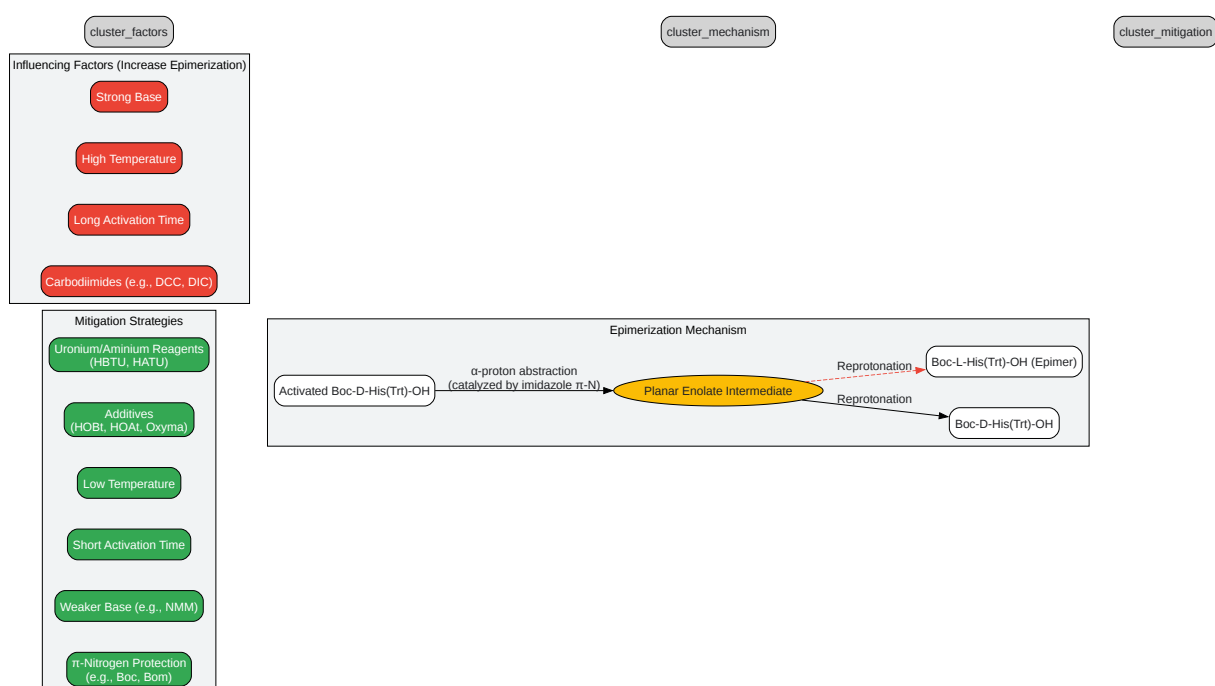 cluster_factors
cluster_mechanism
cluster_mitigation
Influencing Factors (Increase Epimerization)
Strong Base
High Temperature
Long Activation Time
Carbodiimides (e.g., DCC, DIC)
Mitigation Strategies
Uronium/Aminium Reagents
(HBTU, HATU)
Additives
(HOBt, HOAt, Oxyma)
Low Temperature
Short Activation Time
Weaker Base (e.g., NMM)
π-Nitrogen Protection
(e.g., Boc, Bom)
Epimerization Mechanism
Activated Boc-D-His(Trt)-OH
α-proton abstraction
(catalyzed by imidazole π-N)
Planar Enolate Intermediate
Reprotonation
Boc-L-His(Trt)-OH (Epimer)
Reprotonation
Boc-D-His(Trt)-OH